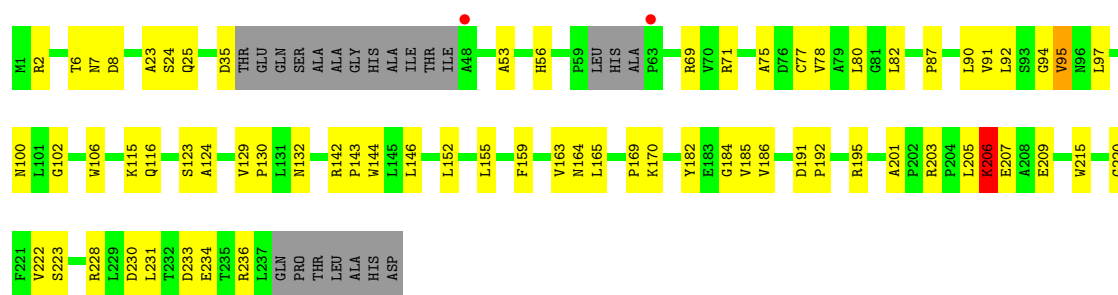 M1 R2 T6 N7 D8 A23 S24 Q25 D35 THR GLU GLN SER ALA ALA GLY HIS ALA ILE THR ILE A48 A53 H56 P59 LEU HIS ALA P63 R69 V70 R71 A75 D76 C77 V78 A79 L80 G81 L82 P87 L90 V91 L92 S93 G94 V95 N96 L97
N100 L101 G102 W106 K115 Q116 S123 A124 V129 P130 L131 N132 R142 P143 W144 L145 L146 L152 L155 F159 V163 N164 L165 P169 K170 Y182 E183 G184 V185 V186 D191 P192 R195 A201 P202 R203 P204 L205 K206 E207 A208 E209 W215
F221 V222 S223 R228 L229 D230 L231 T232 D233 E234 T235 R236 L237 GLN PRO THR LEU ALA HIS ASP